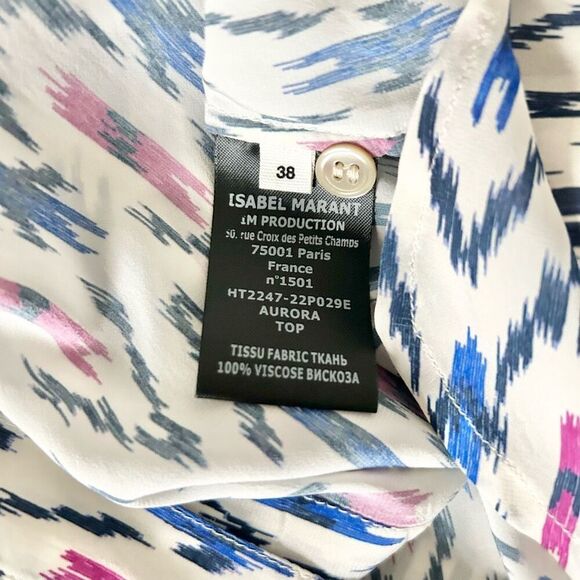 38
ISABEL MARANT
IM PRODUCTION
50, rue Croix des Petits Champs
75001 Paris
France
n°1501
HT2247-22P029E
AURORA
TOP
TISSU FABRIC ТКАНЬ
100% VISCOSE ВИСКОЗА